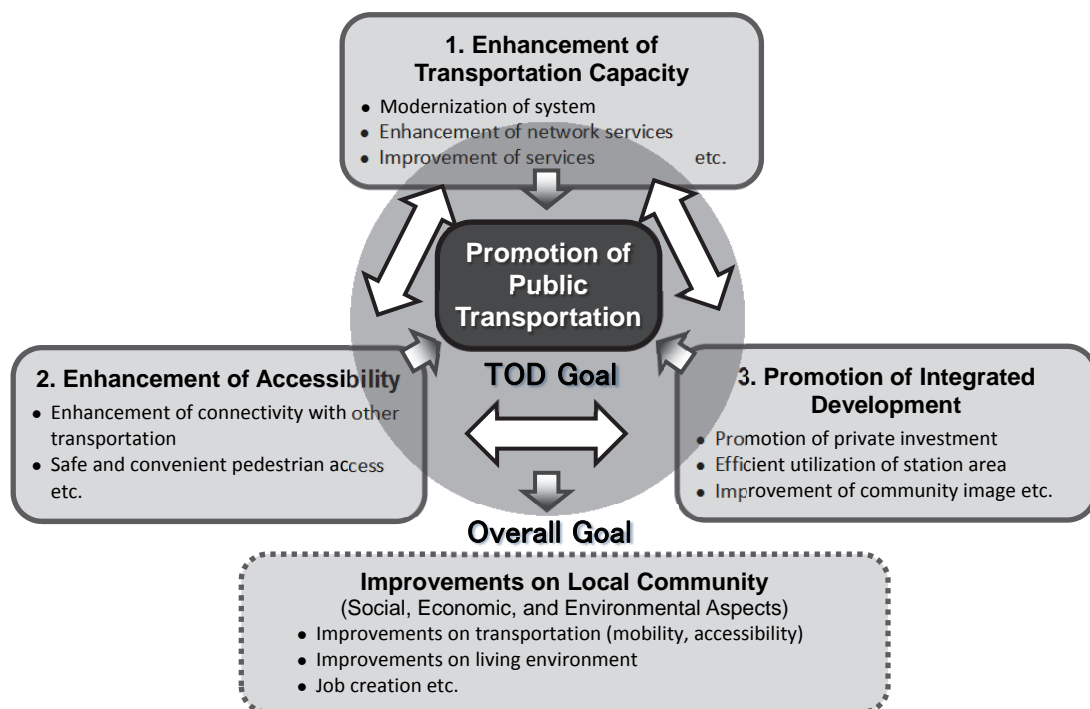 1. Enhancement of
Transportation Capacity
• Modernization of system
• Enhancement of network services
• Improvement of services etc.
Promotion of
Public
Transportation
TOD Goal
2. Enhancement of Accessibility
• Enhancement of connectivity with other
transportation
• Safe and convenient pedestrian access
etc.
3. Promotion of Integrated
Development
• Promotion of private investment
• Efficient utilization of station area
• Improvement of community image etc.
Overall Goal
Improvements on Local Community
(Social, Economic, and Environmental Aspects)
• Improvements on transportation (mobility, accessibility)
• Improvements on living environment
• Job creation etc.